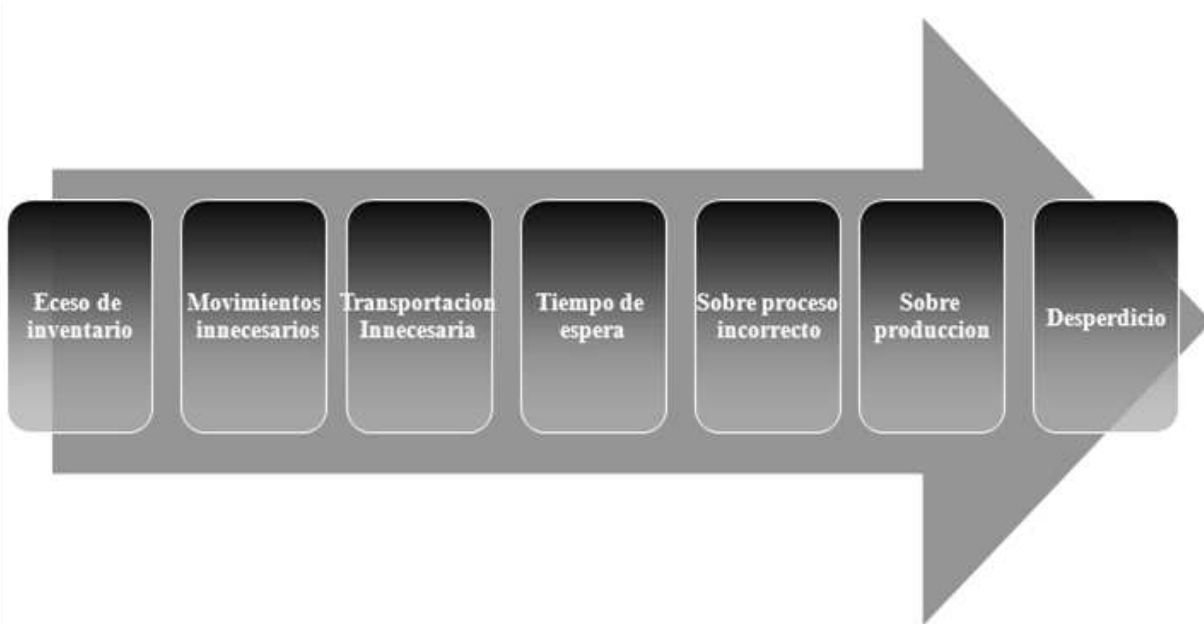 Eceso de
inventario
Movimientos
innecesarios
Transportacion
Innecesaria
Tiempo de
espera
Sobre proceso
incorrecto
Sobre
produccion
Desperdicio